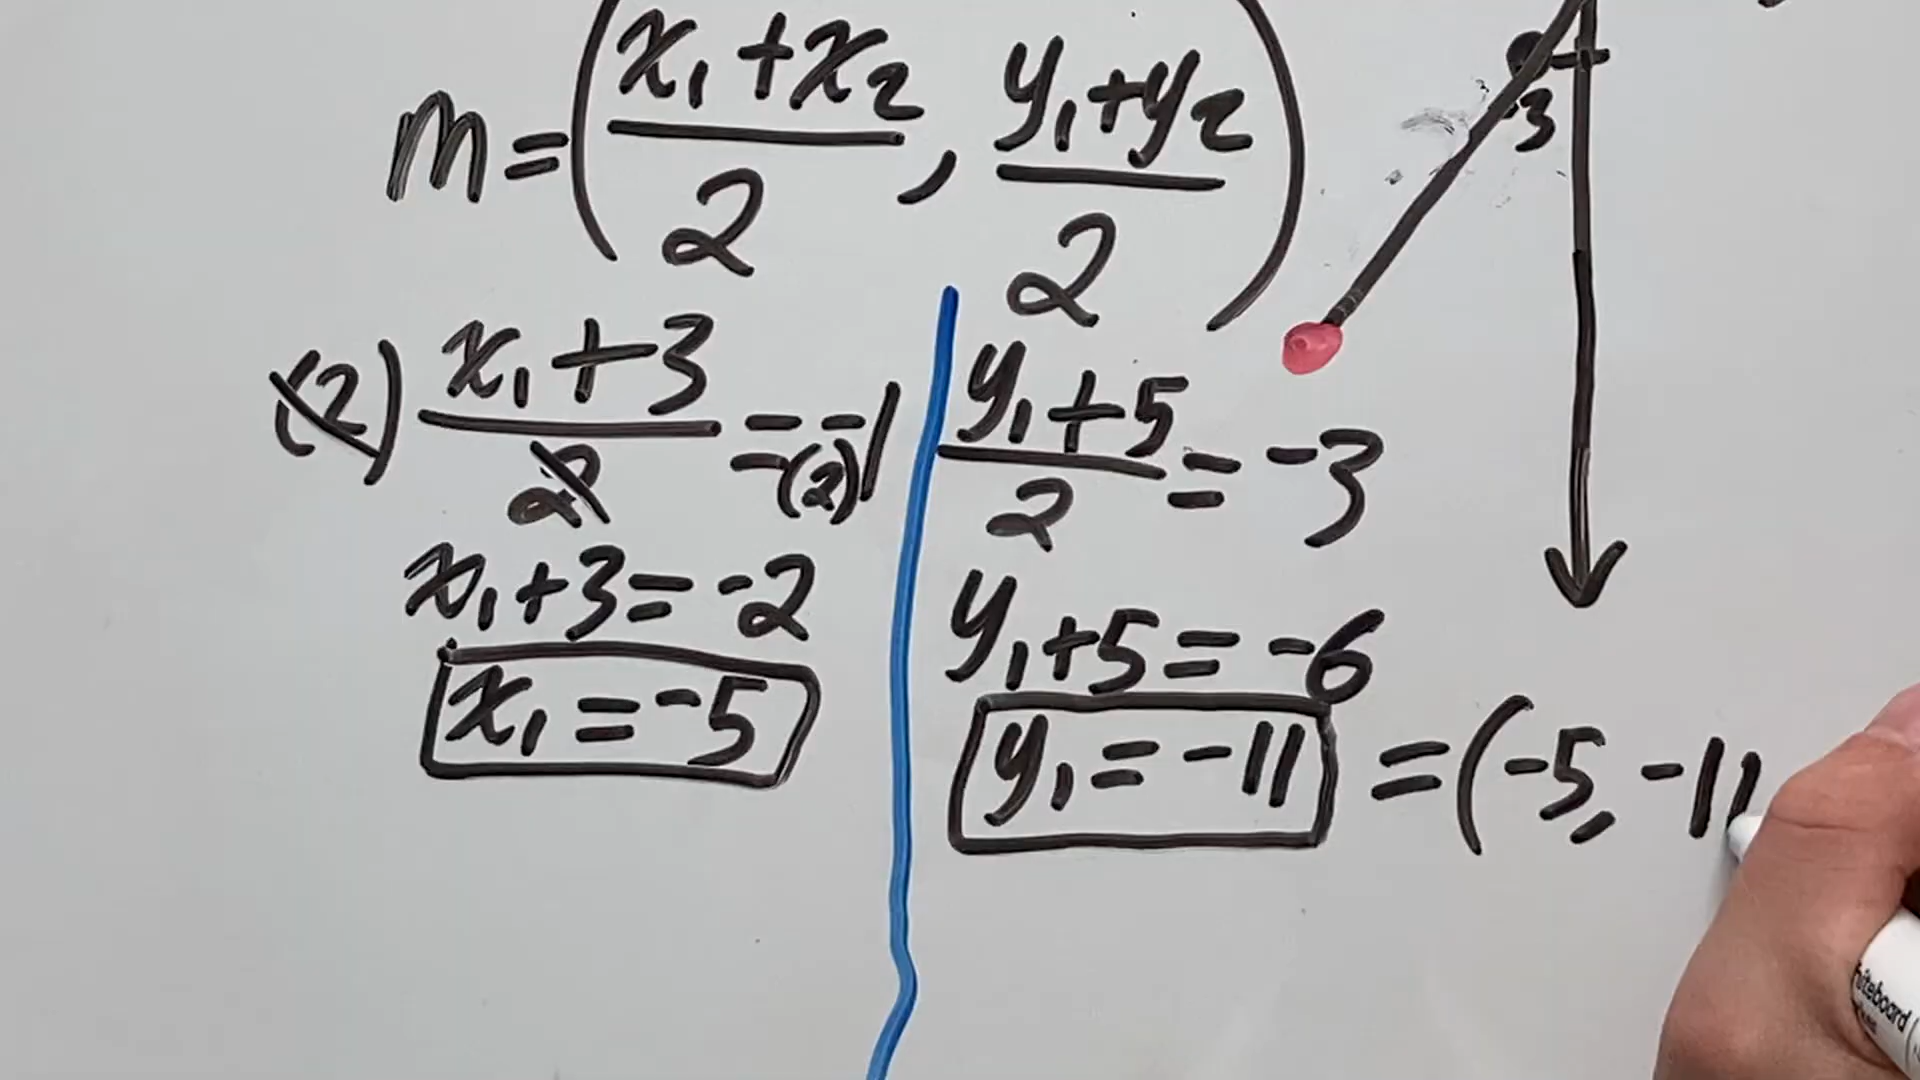 m = ( x₁ + x₂ / 2 , y₁ + y₂ / 2 )
3
(2) x₁ + 3 / 2 = -1 (2)
x₁ + 3 = -2
x₁ = -5
y₁ + 5 / 2 = -3
y₁ + 5 = -6
y₁ = -11 = (-5, -11